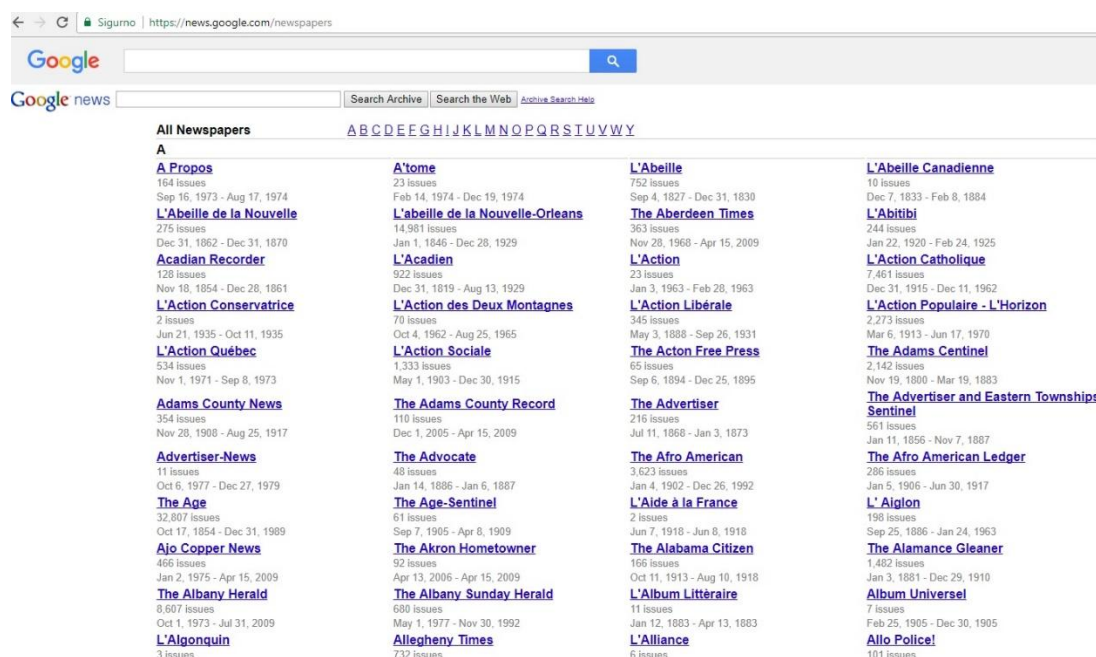 Sigurno | https://news.google.com/newspapers
Google
Google news Search Archive Search the Web Archive Search Help
All Newspapers A B C D E F G H I J K L M N O P Q R S T U V W Y
A
A Propos A'tome L'Abeille L'Abeille Canadienne
164 issues 23 issues 752 issues 10 issues
Sep 16, 1973 - Aug 17, 1974 Feb 14, 1974 - Dec 19, 1974 Sep 4, 1827 - Dec 31, 1830 Dec 7, 1833 - Feb 8, 1884
L'Abeille de la Nouvelle L'abeille de la Nouvelle-Orleans The Aberdeen Times L'Abitibi
275 issues 14,981 issues 363 issues 244 issues
Dec 31, 1862 - Dec 31, 1870 Jan 1, 1846 - Dec 28, 1929 Nov 28, 1968 - Apr 15, 2009 Jan 22, 1920 - Feb 24, 1925
Acadian Recorder L'Acadien L'Action L'Action Catholique
128 issues 922 issues 23 issues 7,461 issues
Nov 18, 1854 - Dec 28, 1861 Dec 31, 1819 - Aug 13, 1929 Jan 3, 1963 - Feb 28, 1963 Dec 31, 1915 - Dec 11, 1962
L'Action Conservatrice L'Action des Deux Montagnes L'Action Libérale L'Action Populaire - L'Horizon
2 issues 70 issues 345 issues 2,273 issues
Jun 21, 1935 - Oct 11, 1935 Oct 4, 1962 - Aug 25, 1965 May 3, 1888 - Sep 26, 1931 Mar 6, 1913 - Jun 17, 1970
L'Action Québec L'Action Sociale The Acton Free Press The Adams Centinel
534 issues 1,333 issues 65 issues 2,142 issues
Nov 1, 1971 - Sep 8, 1973 May 1, 1903 - Dec 30, 1915 Sep 6, 1894 - Dec 25, 1895 Nov 19, 1800 - Mar 19, 1883
Adams County News The Adams County Record The Advertiser The Advertiser and Eastern Townships
Sentinel
354 issues 110 issues 216 issues 561 issues
Nov 28, 1908 - Aug 25, 1917 Dec 1, 2005 - Apr 15, 2009 Jul 11, 1868 - Jan 3, 1873 Jan 11, 1856 - Nov 7, 1887
Advertiser-News The Advocate The Afro American The Afro American Ledger
11 issues 48 issues 3,623 issues 286 issues
Oct 6, 1977 - Dec 27, 1979 Jan 14, 1886 - Jan 6, 1887 Jan 4, 1902 - Dec 26, 1992 Jan 5, 1906 - Jun 30, 1917
The Age The Age-Sentinel L'Aide à la France L' Aiglon
32,807 issues 61 issues 2 issues 198 issues
Oct 17, 1854 - Dec 31, 1989 Sep 7, 1905 - Apr 8, 1909 Jun 7, 1918 - Jun 8, 1918 Sep 25, 1886 - Jan 24, 1963
Ajo Copper News The Akron Hometowner The Alabama Citizen The Alamance Gleaner
466 issues 92 issues 166 issues 1,482 issues
Jan 2, 1975 - Apr 15, 2009 Apr 13, 2006 - Apr 15, 2009 Oct 11, 1913 - Aug 10, 1918 Jan 3, 1881 - Dec 29, 1910
The Albany Herald The Albany Sunday Herald L'Album Littèraire Album Universel
8,607 issues 680 issues 11 issues 7 issues
Oct 1, 1973 - Jul 31, 2009 May 1, 1977 - Nov 30, 1992 Jan 12, 1883 - Apr 13, 1883 Feb 25, 1905 - Dec 30, 1905
L'Algonquin Allegheny Times L'Alliance Allo Police!
3 issues 732 issues 6 issues 101 issues